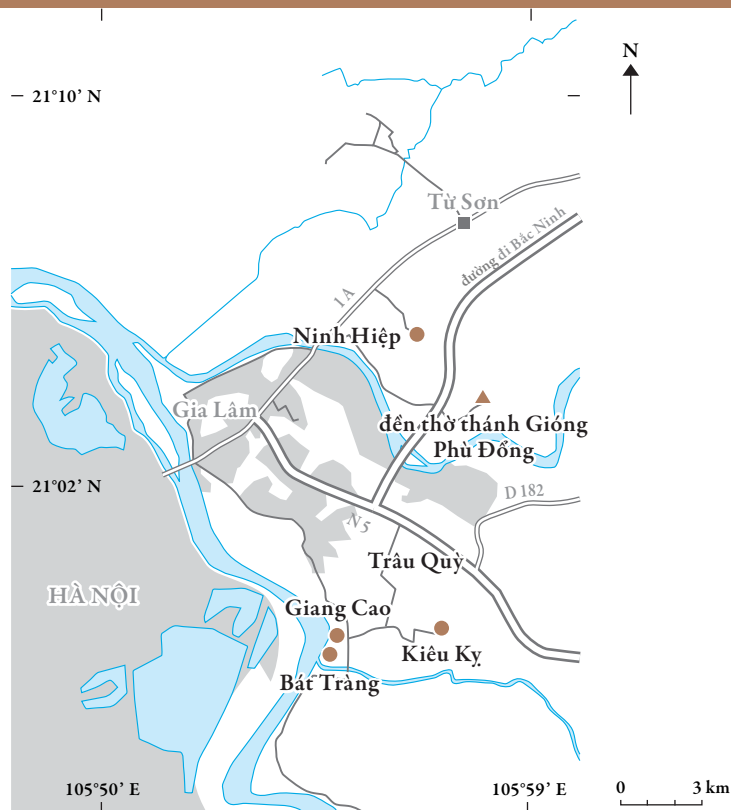 N
21°10’ N
Từ Sơn
đường đi Bắc Ninh
1 A
Ninh Hiệp
Gia Lâm
đền thờ thánh Gióng
Phù Đổng
21°02’ N
D 182
N 5
Trâu Quỳ
HÀ NỘI
Giang Cao
Kiêu Kỵ
Bát Tràng
105°50’ E
105°59’ E
0
3 km